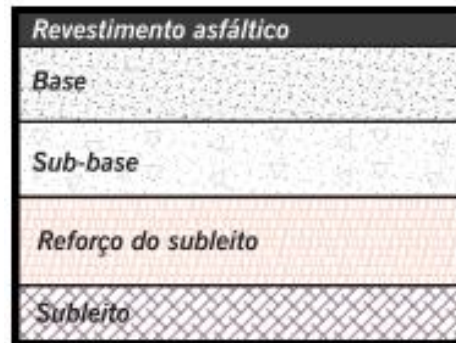 Revestimento asfáltico
Base
Sub-base
Reforço do subleito
Subleito